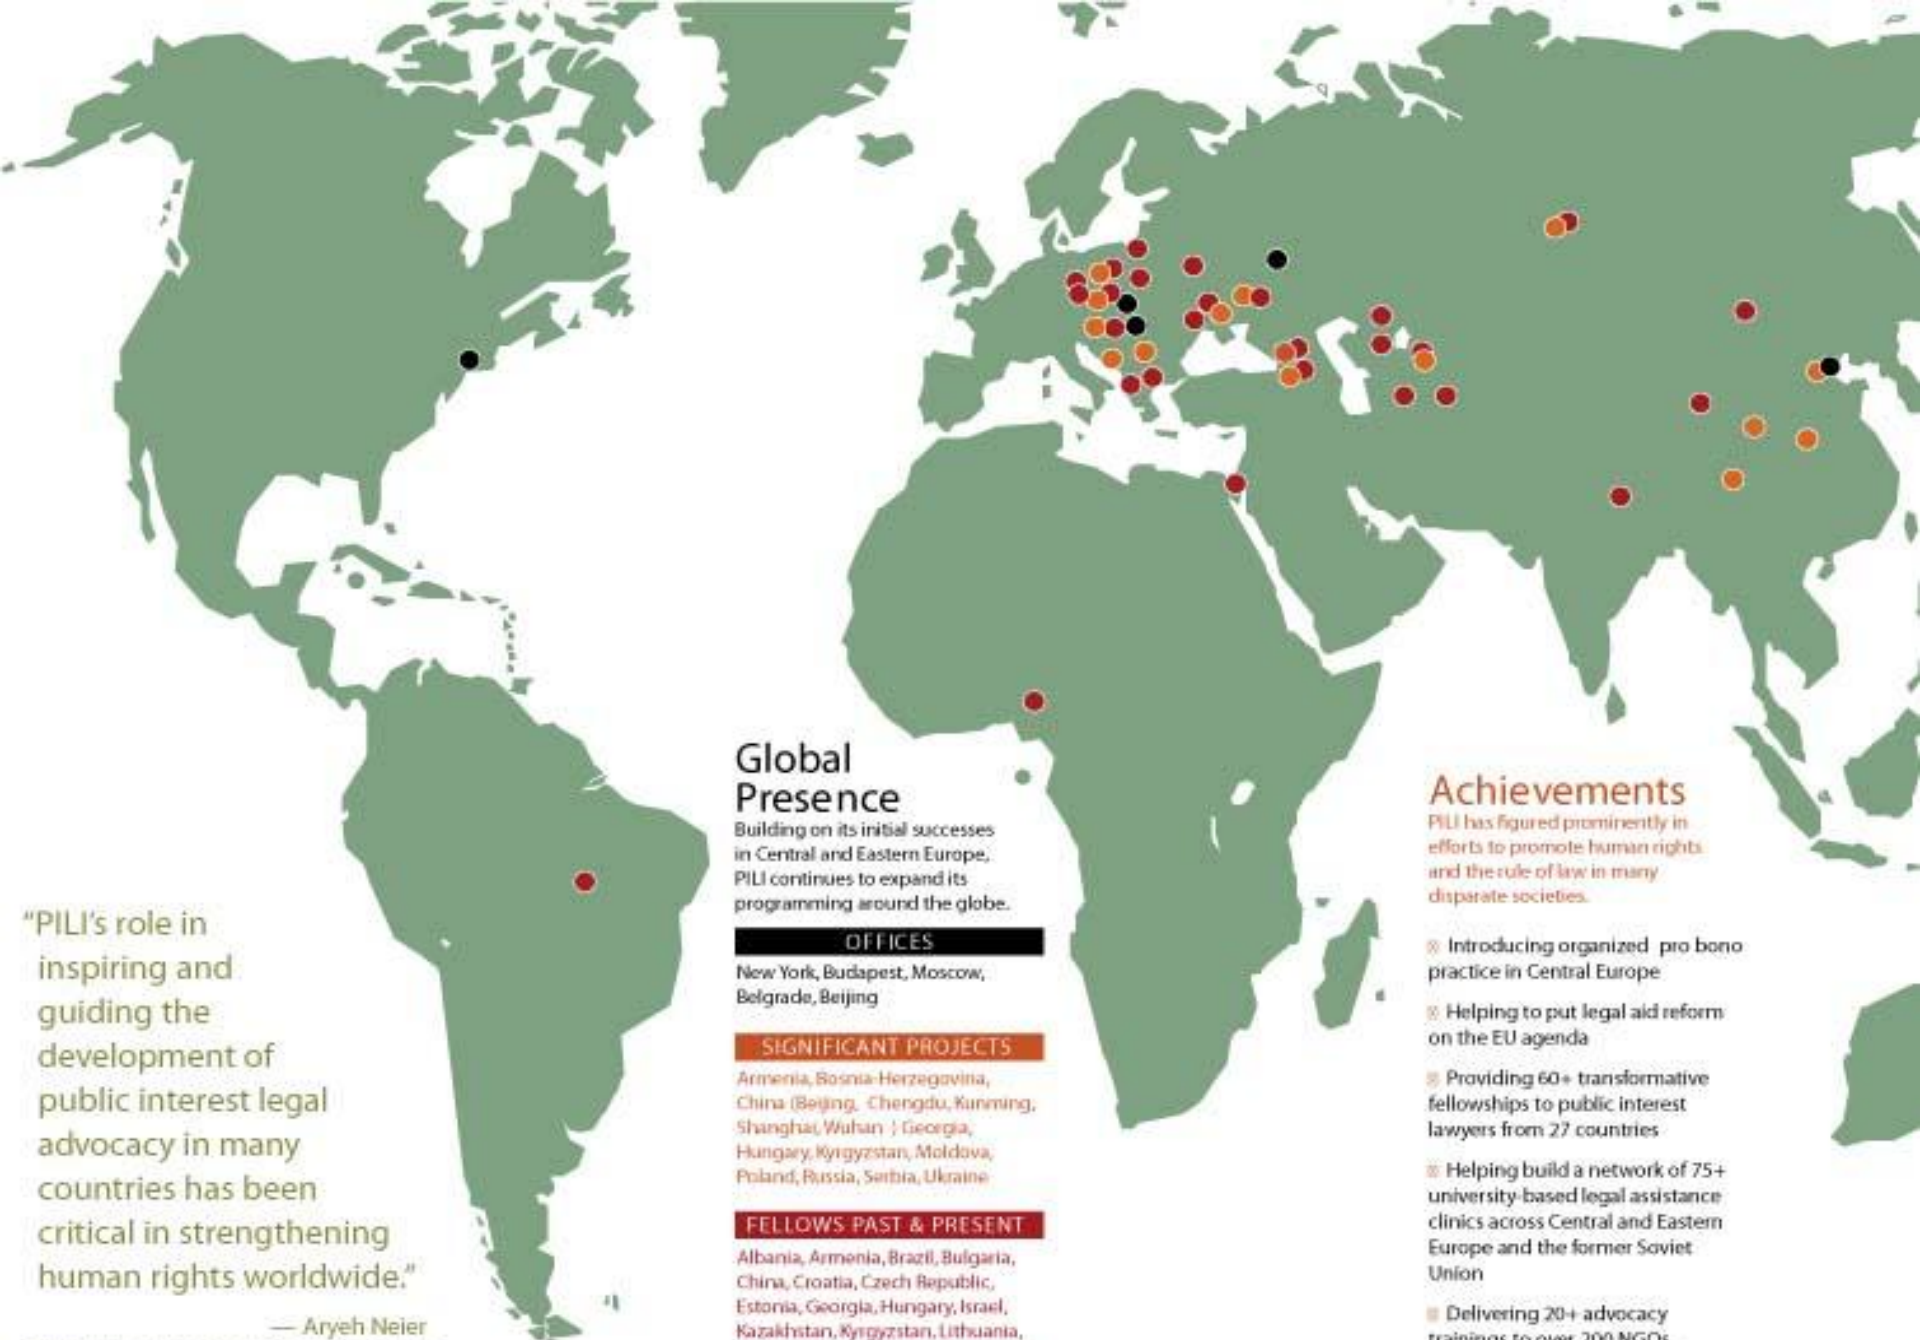 "PILI's role in
inspiring and
guiding the
development of
public interest legal
advocacy in many
countries has been
critical in strengthening
human rights worldwide."
— Aryeh Neier
Global
Presence
Building on its initial successes
in Central and Eastern Europe,
PILI continues to expand its
programming around the globe.
OFFICES
New York, Budapest, Moscow,
Belgrade, Beijing
SIGNIFICANT PROJECTS
Armenia, Bosnia-Herzegovina,
China (Beijing, Chengdu, Kunming,
Shanghai, Wuhan ) Georgia,
Hungary, Kyrgyzstan, Moldova,
Poland, Russia, Serbia, Ukraine
FELLOWS PAST & PRESENT
Albania, Armenia, Brazil, Bulgaria,
China, Croatia, Czech Republic,
Estonia, Georgia, Hungary, Israel,
Kazakhstan, Kyrgyzstan, Lithuania,
Achievements
PILI has figured prominently in
efforts to promote human rights
and the rule of law in many
disparate societies.
Introducing organized pro bono
practice in Central Europe
Helping to put legal aid reform
on the EU agenda
Providing 60+ transformative
fellowships to public interest
lawyers from 27 countries
Helping build a network of 75+
university-based legal assistance
clinics across Central and Eastern
Europe and the former Soviet
Union
Delivering 20+ advocacy
trainings to over 200 NGOs